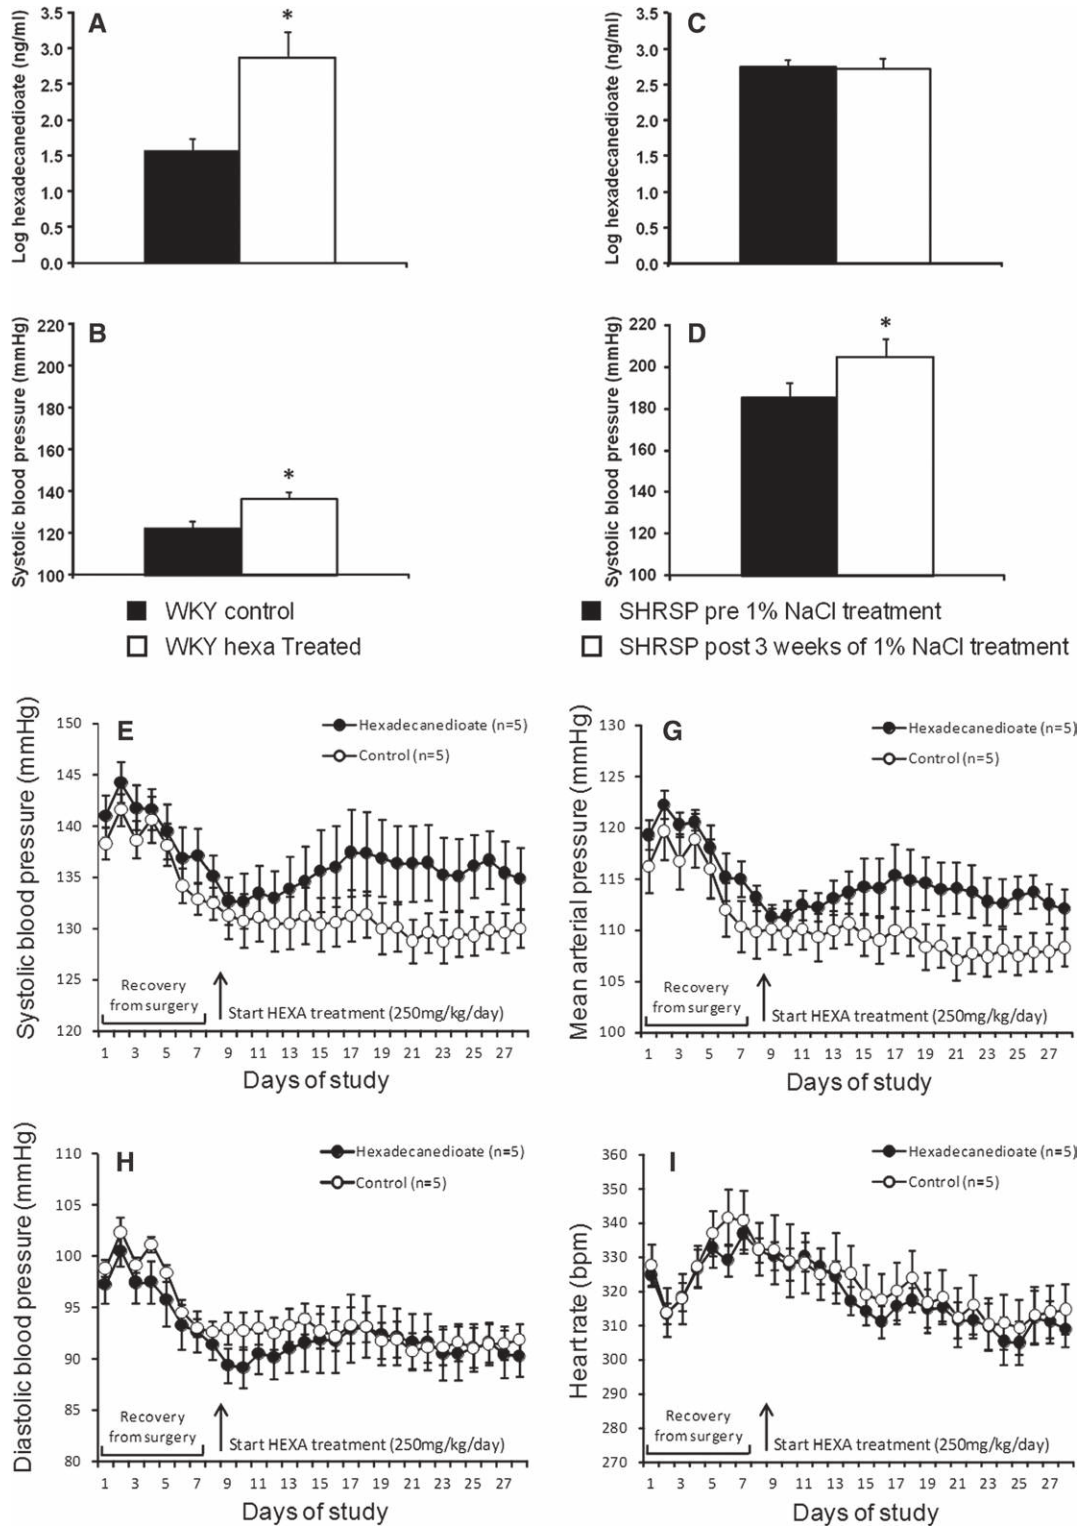 A
Log hexadecanedioate (ng/ml)
3.5
3.0
2.5
2.0
1.5
1.0
0.5
0.0
*
C
Log hexadecanedioate (ng/ml)
3.5
3.0
2.5
2.0
1.5
1.0
0.5
0.0
B
Systolic blood pressure (mmHg)
220
200
180
160
140
120
100
*
D
Systolic blood pressure (mmHg)
220
200
180
160
140
120
100
*
WKY control
WKY hexa Treated
SHRSP pre 1% NaCl treatment
SHRSP post 3 weeks of 1% NaCl treatment
E
Systolic blood pressure (mmHg)
150
145
140
135
130
125
120
Hexadecanedioate (n=5)
Control (n=5)
Recovery
from surgery
Start HEXA treatment (250mg/kg/day)
1 3 5 7 9 11 13 15 17 19 21 23 25 27
Days of study
G
Mean arterial pressure (mmHg)
130
125
120
115
110
105
100
Hexadecanedioate (n=5)
Control (n=5)
Recovery
from surgery
Start HEXA treatment (250mg/kg/day)
1 3 5 7 9 11 13 15 17 19 21 23 25 27
Days of study
H
Diastolic blood pressure (mmHg)
110
105
100
95
90
85
80
Hexadecanedioate (n=5)
Control (n=5)
Recovery
from surgery
Start HEXA treatment (250mg/kg/day)
1 3 5 7 9 11 13 15 17 19 21 23 25 27
Days of study
I
Heart rate (bpm)
360
350
340
330
320
310
300
290
280
270
Hexadecanedioate (n=5)
Control (n=5)
Recovery
from surgery
Start HEXA treatment (250mg/kg/day)
1 3 5 7 9 11 13 15 17 19 21 23 25 27
Days of study